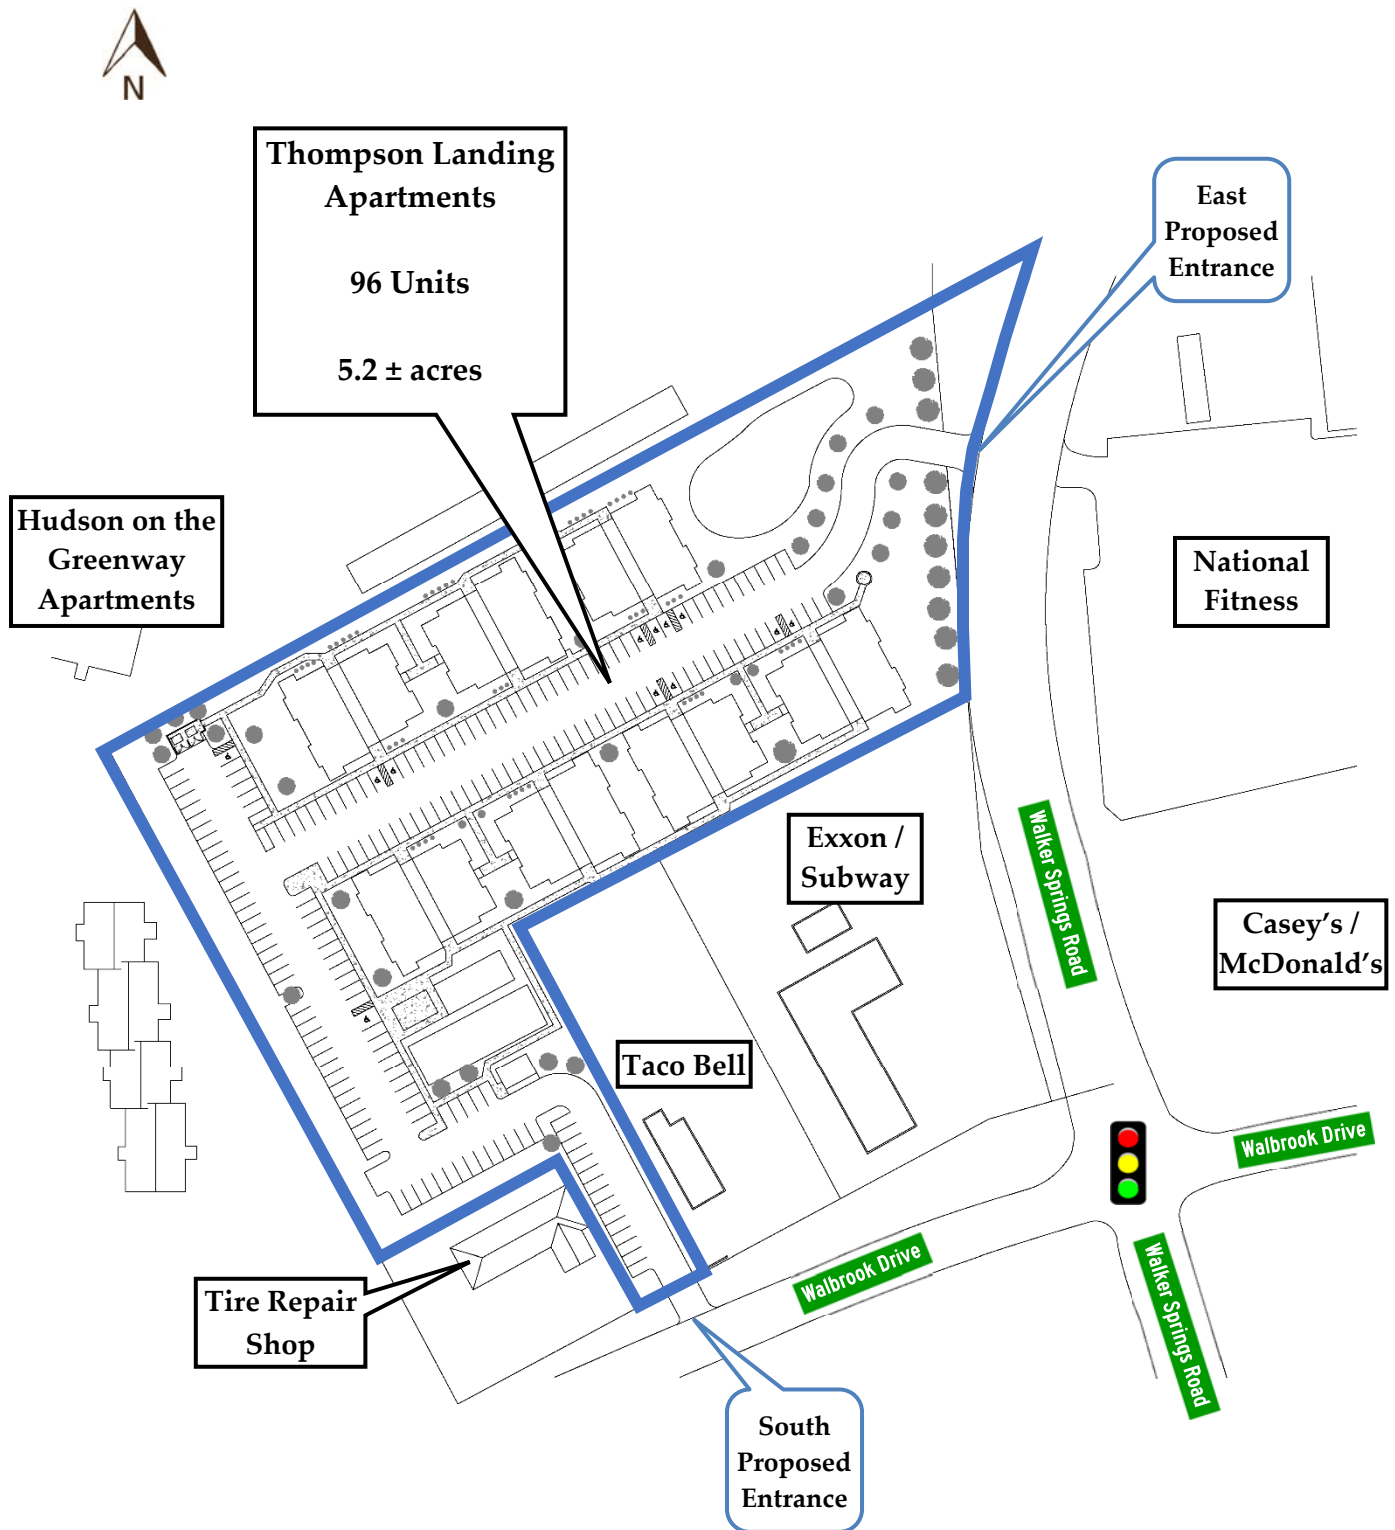 N
Thompson Landing
Apartments
96 Units
5.2 ± acres
East
Proposed
Entrance
Hudson on the
Greenway
Apartments
National
Fitness
Exxon /
Subway
Walker Springs Road
Casey's /
McDonald's
Taco Bell
Walbrook Drive
Walbrook Drive
Walker Springs Road
Tire Repair
Shop
South
Proposed
Entrance